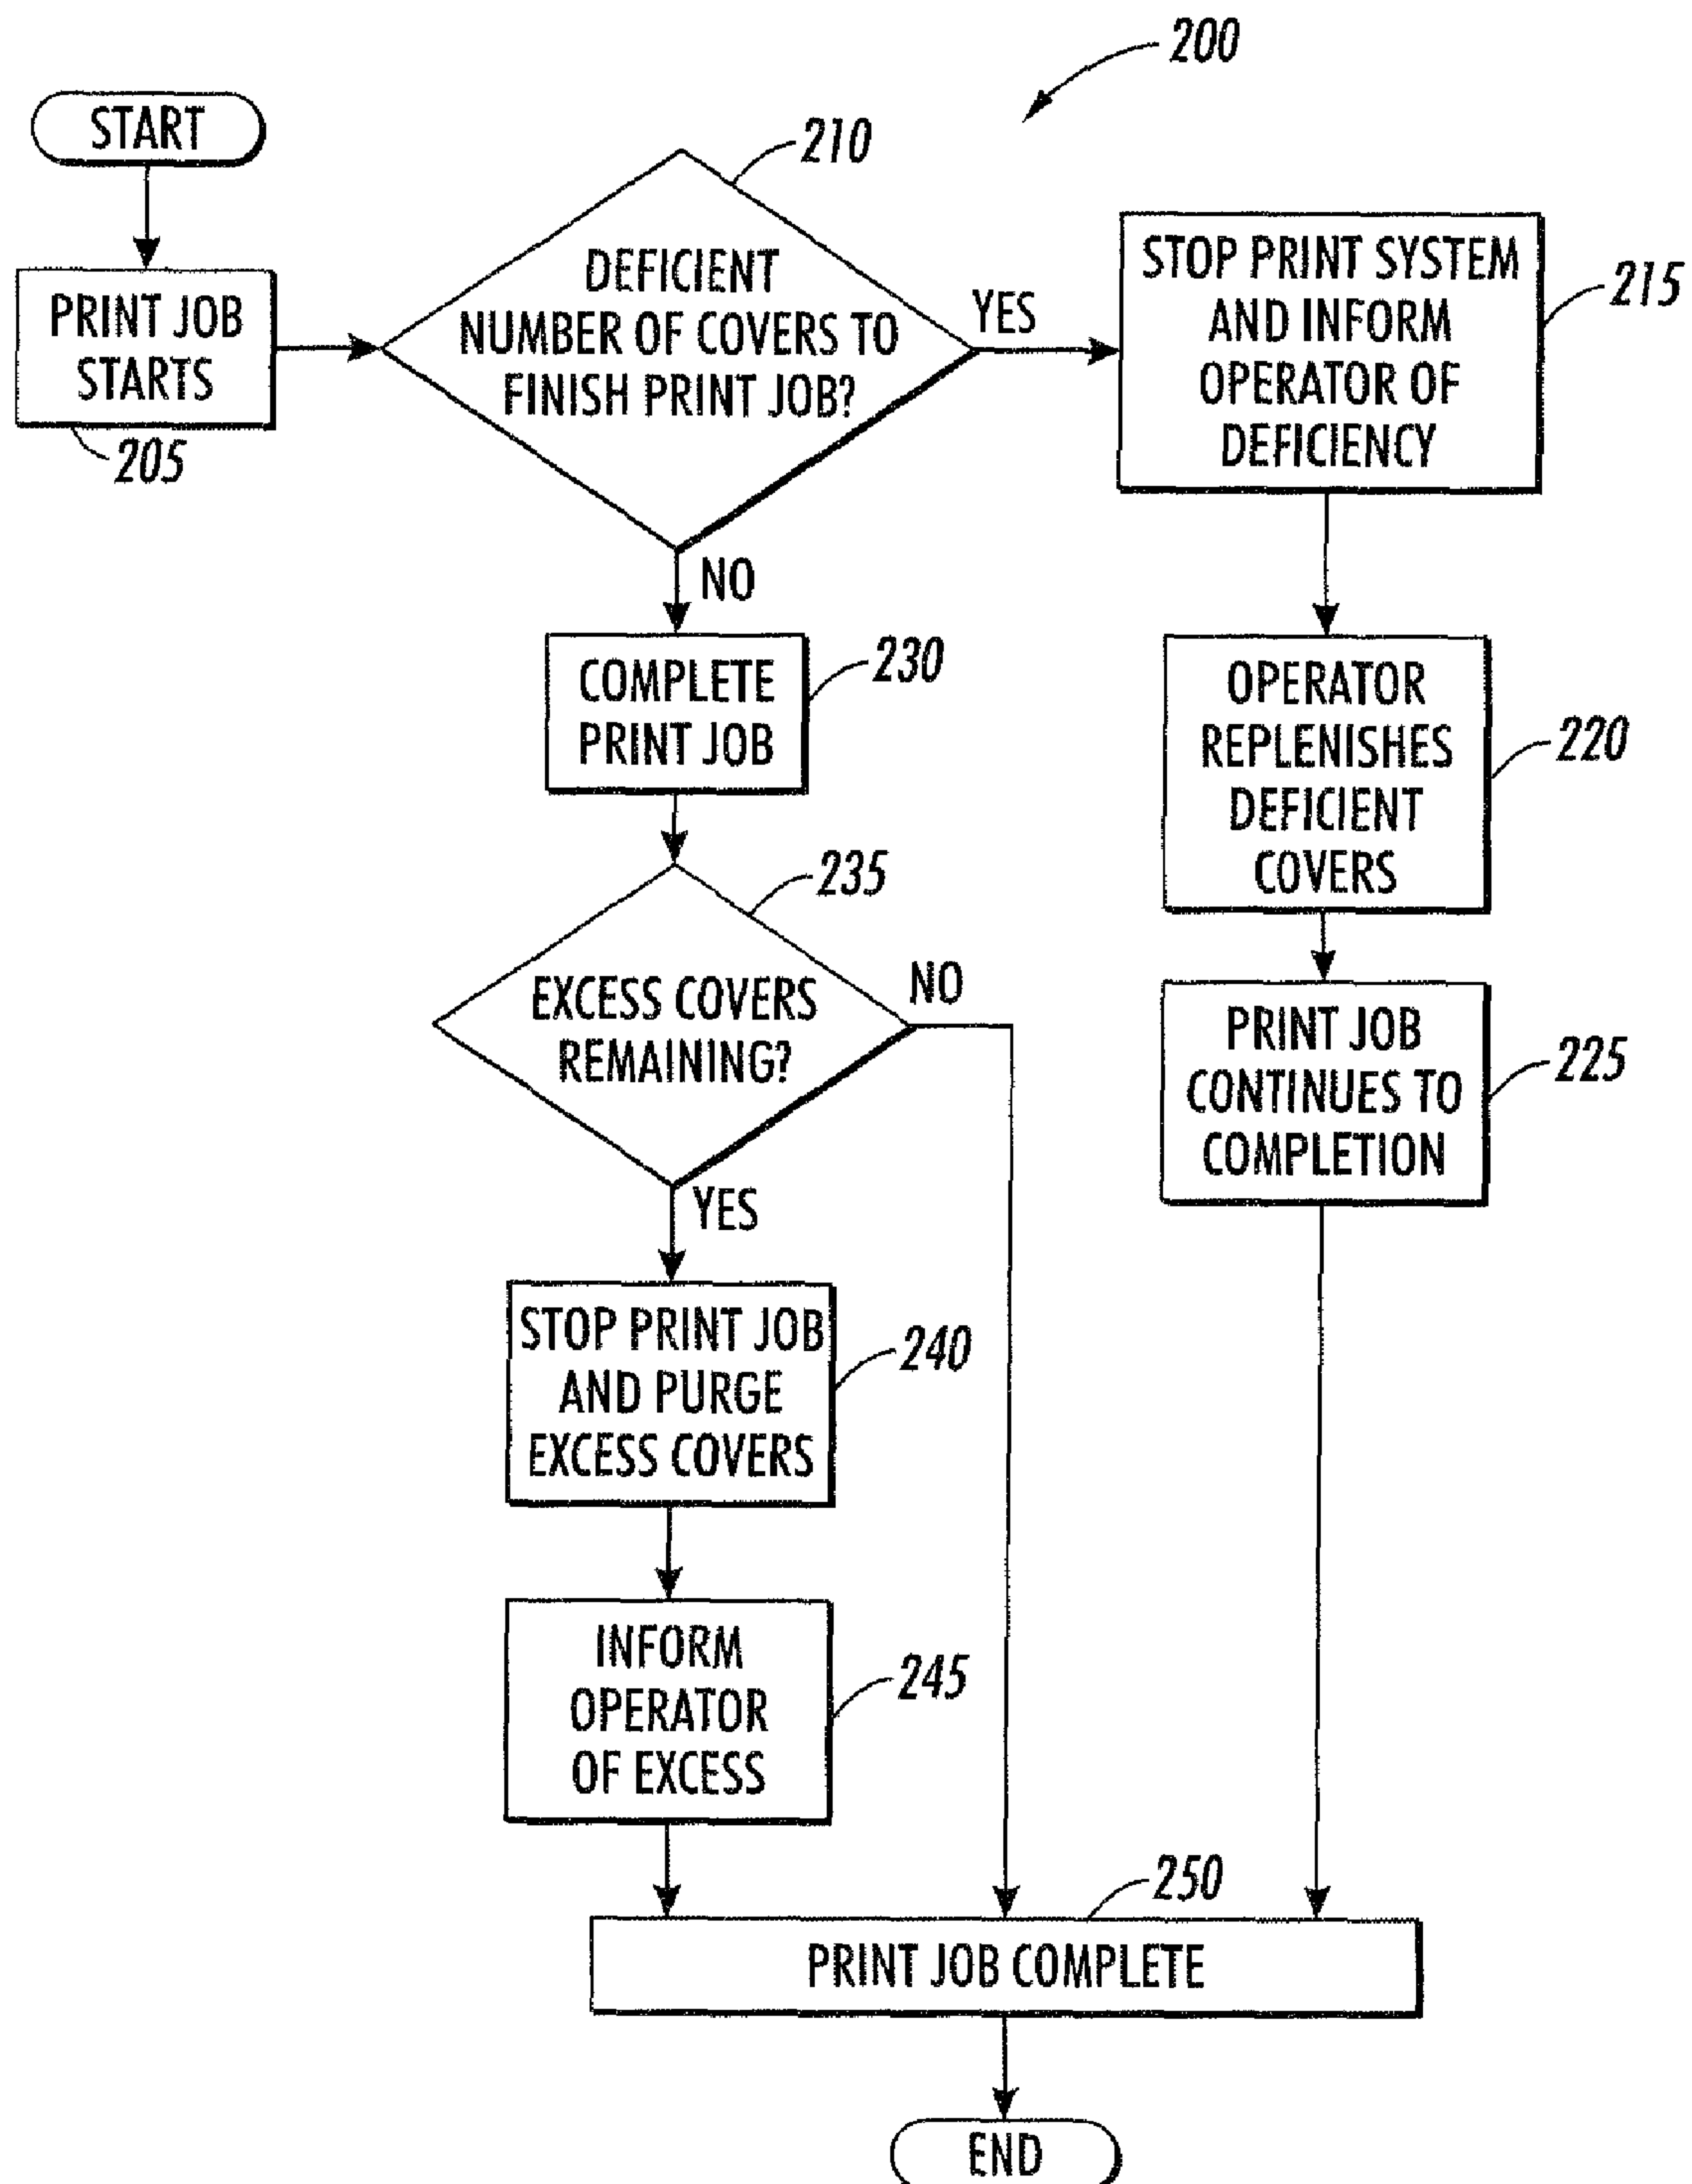 200
START
210
DEFICIENT
NUMBER OF COVERS TO
FINISH PRINT JOB?
YES
STOP PRINT SYSTEM
AND INFORM
OPERATOR OF
DEFICIENCY
215
PRINT JOB
STARTS
205
NO
COMPLETE
PRINT JOB
230
OPERATOR
REPLENISHES
DEFICIENT
COVERS
220
235
EXCESS COVERS
REMAINING?
NO
PRINT JOB
CONTINUES TO
COMPLETION
225
YES
STOP PRINT JOB
AND PURGE
EXCESS COVERS
240
INFORM
OPERATOR
OF EXCESS
245
250
PRINT JOB COMPLETE
END